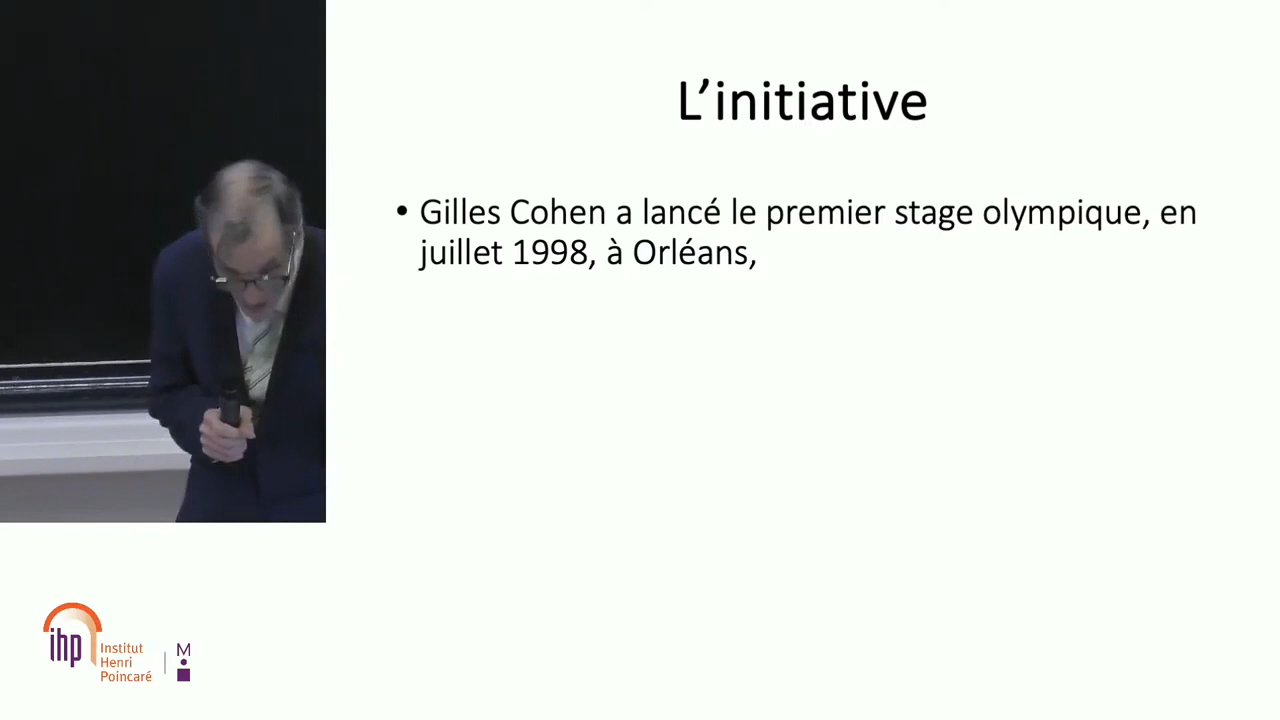 L’initiative
• Gilles Cohen a lancé le premier stage olympique, en
juillet 1998, à Orléans,
ihp
Institut
Henri
Poincaré
M